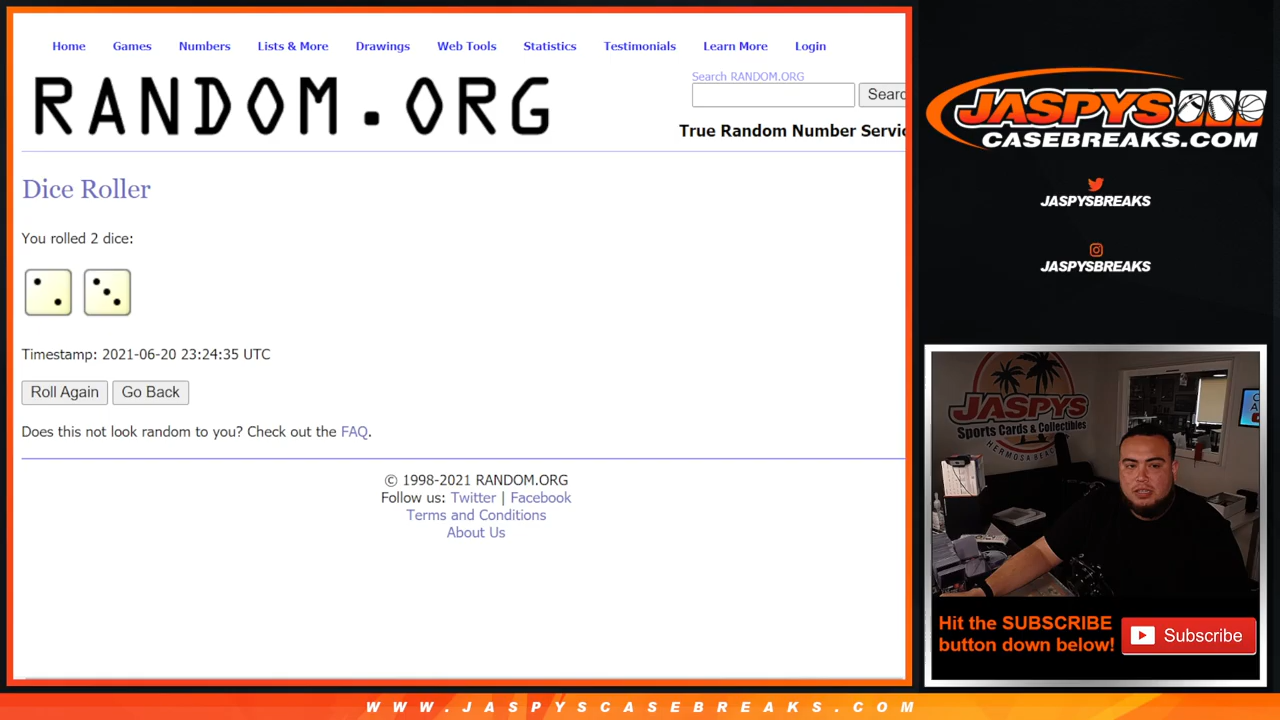 Home Games Numbers Lists & More Drawings Web Tools Statistics Testimonials Learn More Login
RANDOM.ORG
Search RANDOM.ORG
Searc
True Random Number Servic
Dice Roller
You rolled 2 dice:
Timestamp: 2021-06-20 23:24:35 UTC
Roll Again Go Back
Does this not look random to you? Check out the FAQ.
© 1998-2021 RANDOM.ORG
Follow us: Twitter | Facebook
Terms and Conditions
About Us
JASPYS
CASEBREAKS.COM
JASPYSBREAKS
JASPYSBREAKS
JASPYS
Sports Cards & Collectibles
HERMOSA BEACH
Hit the SUBSCRIBE
button down below!
Subscribe
WWW.JASPYSCASEBREAKS.COM